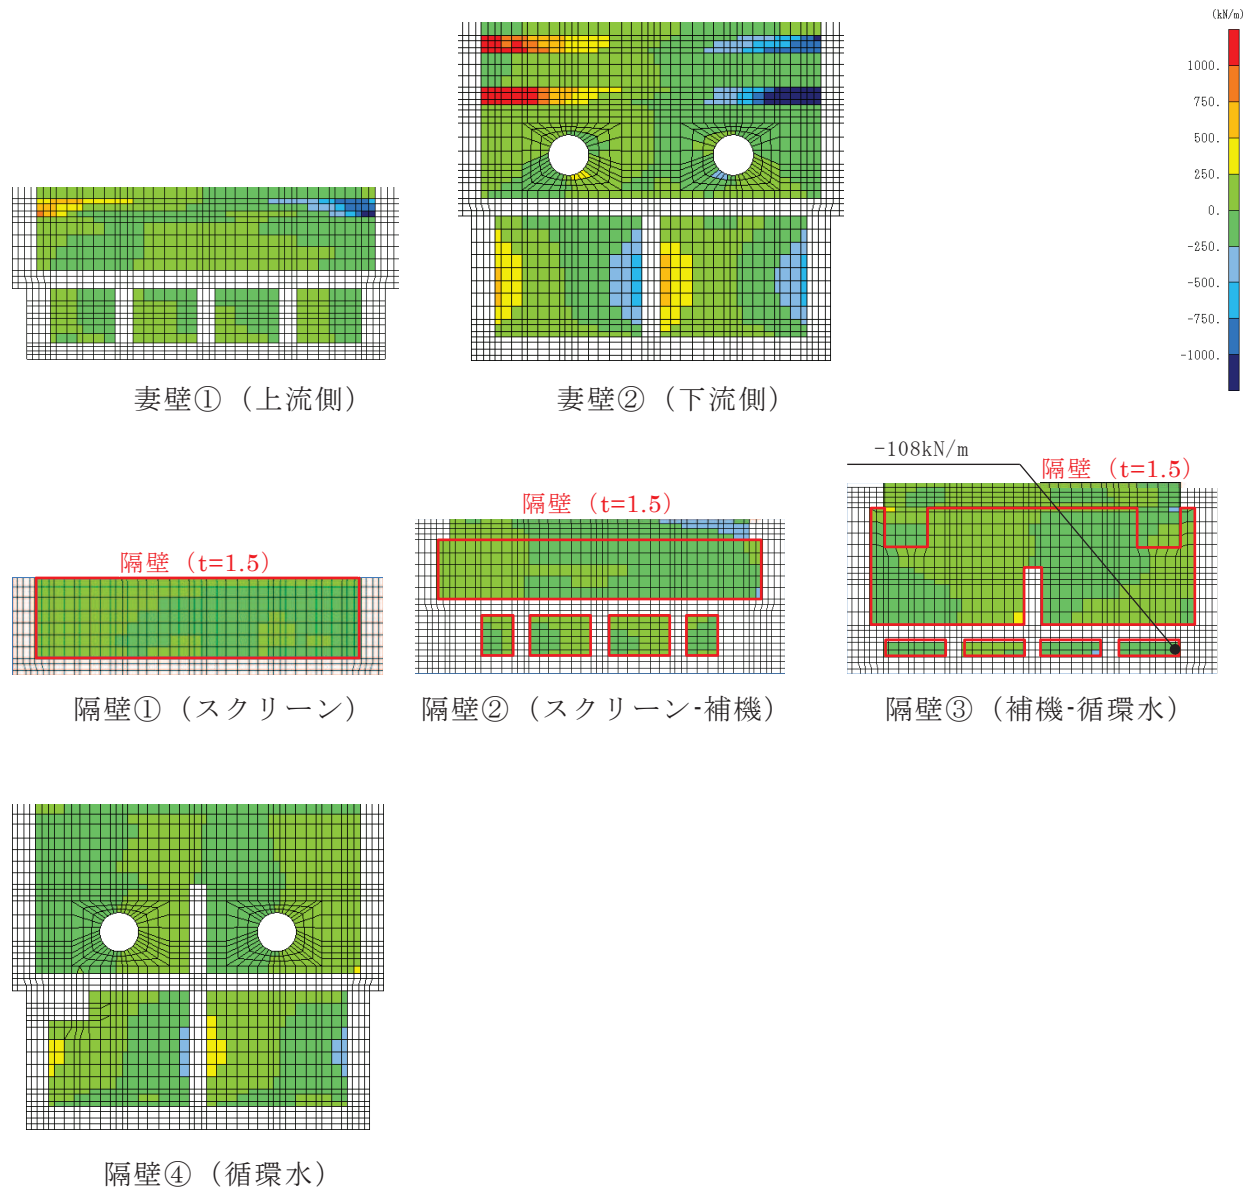 (kN/m)
1000.
750.
500.
250.
0.
-250.
-500.
-750.
-1000.
妻壁①（上流側）
妻壁②（下流側）
-108kN/m
隔壁（t=1.5）
隔壁（t=1.5）
隔壁（t=1.5）
隔壁①（スクリーン）
隔壁②（スクリーン-補機）
隔壁③（補機-循環水）
隔壁④（循環水）